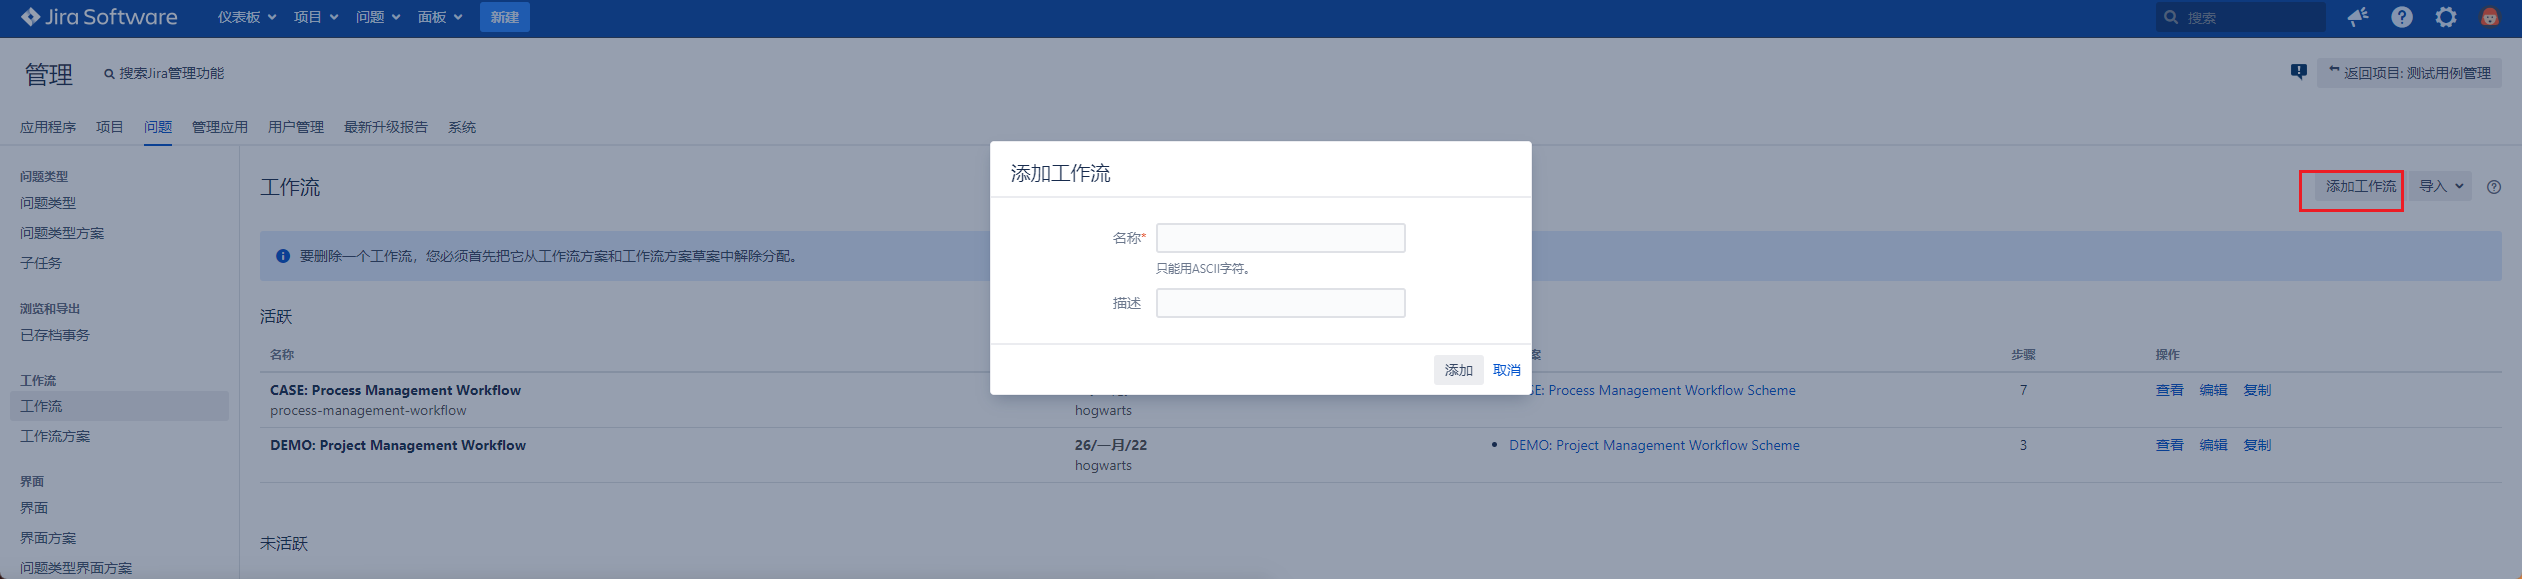 Jira Software 仪表板 项目 问题 面板 新建 搜索
管理 搜索Jira管理功能 返回项目: 测试用例管理
应用程序 项目 问题 管理应用 用户管理 最新升级报告 系统
问题类型
问题类型
问题类型方案
子任务
浏览和导出
已存档事务
工作流
工作流
工作流方案
界面
界面
界面方案
问题类型界面方案
工作流 添加工作流 导入
要删除一个工作流，您必须首先把它从工作流方案和工作流方案草案中解除分配。
活跃
名称 案 步骤 操作
CASE: Process Management Workflow SE: Process Management Workflow Scheme 7 查看 编辑 复制
process-management-workflow hogwarts
DEMO: Project Management Workflow 26/一月/22 • DEMO: Project Management Workflow Scheme 3 查看 编辑 复制
hogwarts
未活跃
添加工作流
名称*
只能用ASCII字符。
描述
添加 取消